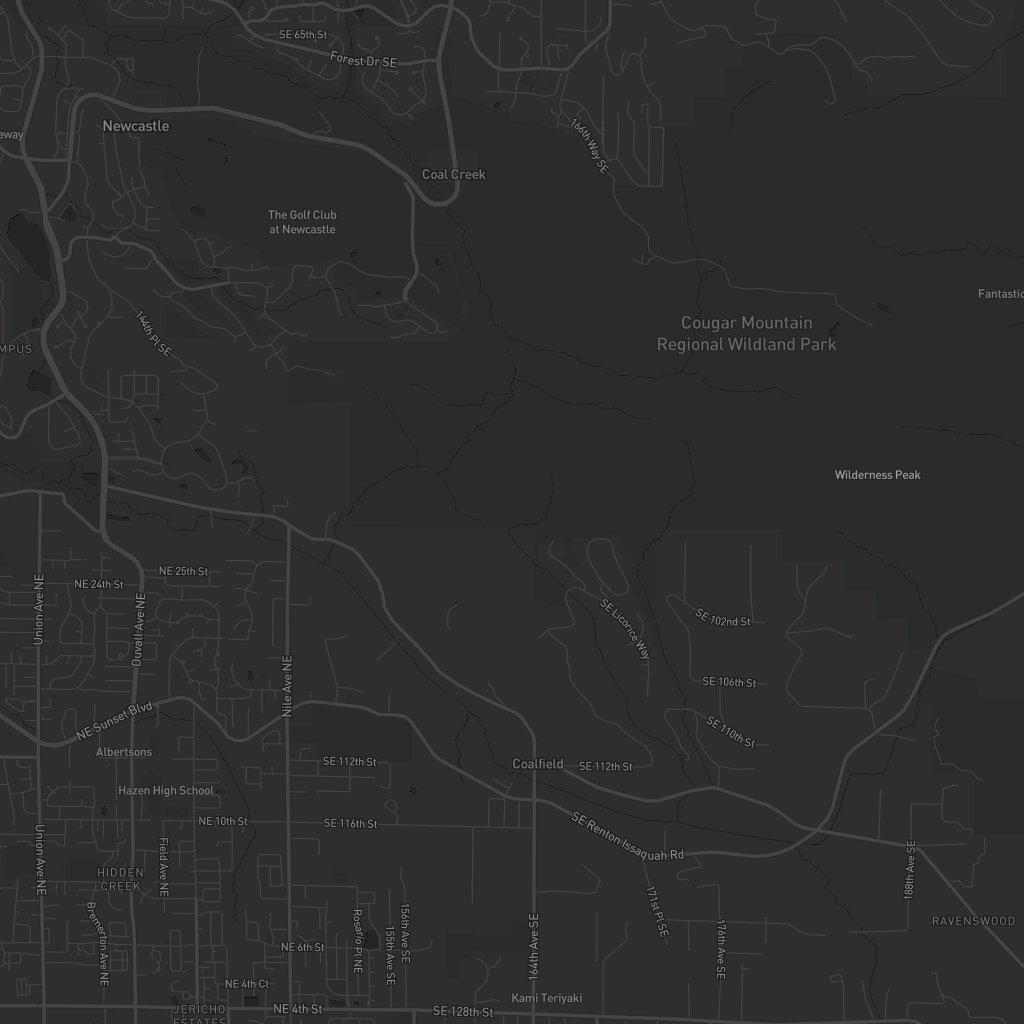 SE 65th St
Forest Dr SE
Newcastle
eway
166th Way SE
Coal Creek
The Golf Club
at Newcastle
Fantastic
144th Pl SE
Cougar Mountain
Regional Wildland Park
MPUS
Wilderness Peak
NE 25th St
NE 24th St
Union Ave NE
Duvall Ave NE
SE Licorice Way
SE 102nd St
Nile Ave NE
SE 106th St
NE Sunset Blvd
SE 110th St
Albertsons
SE 112th St
Coalfield
SE 112th St
Hazen High School
NE 10th St
SE 116th St
SE Renton Issaquah Rd
Union Ave NE
Field Ave NE
HIDDEN
CREEK
188th Ave SE
171st Pl SE
Bremerton Ave NE
Rosario Pl NE
155th Ave SE
156th Ave SE
164th Ave SE
176th Ave SE
RAVENSWOOD
NE 6th St
NE 4th Ct
Kami Teriyaki
JERICHO
ESTATES
NE 4th St
SE 128th St